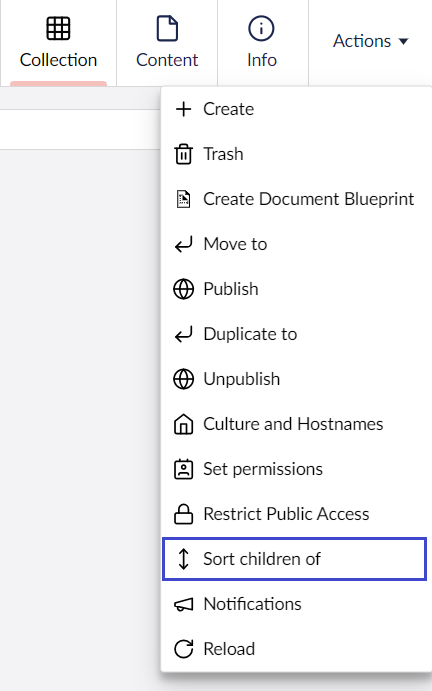 Collection
Content
Info
Actions
Create
Trash
Create Document Blueprint
Move to
Publish
Duplicate to
Unpublish
Culture and Hostnames
Set permissions
Restrict Public Access
Sort children of
Notifications
Reload